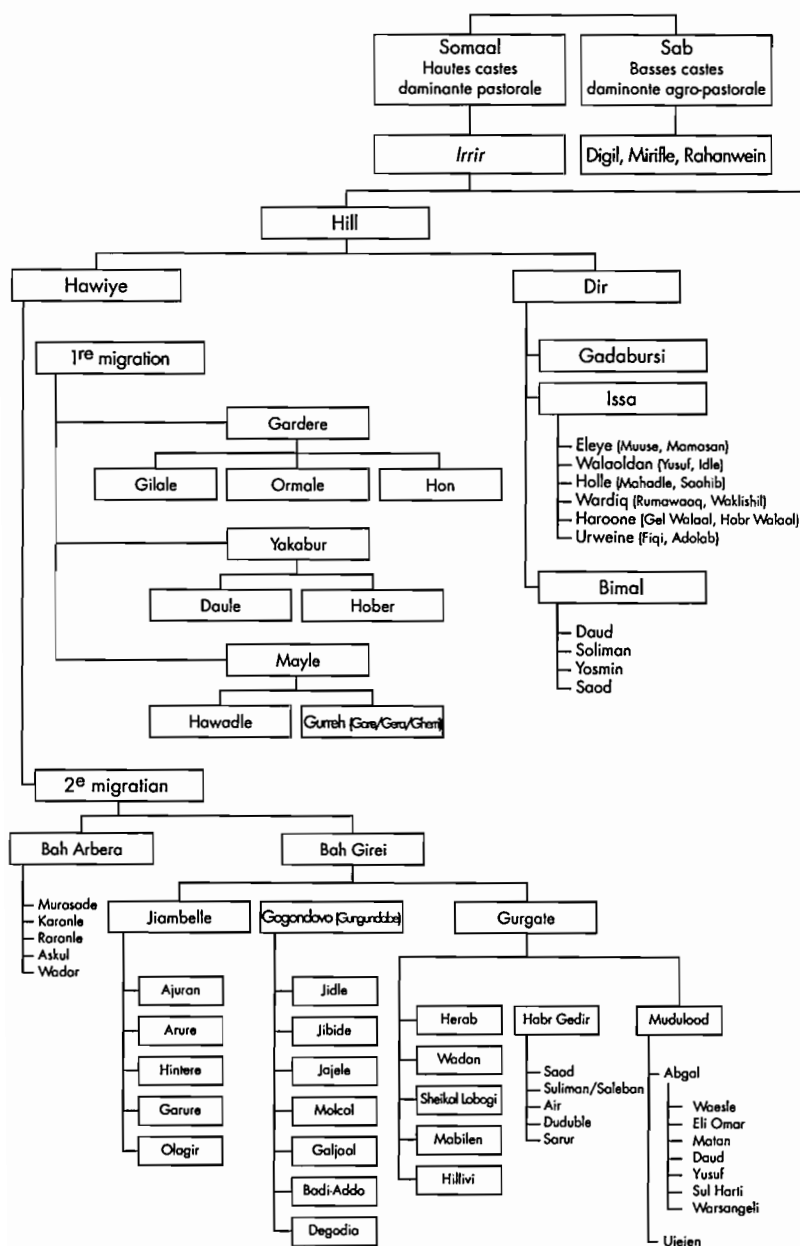 Somaal
Hautes castes
daminante pastorale
Sab
Basses castes
daminonte agro-pastorale
Irrir
Digil, Mirifle, Rahanwein
Hill
Hawiye
Dir
1re migration
Gadabursi
Issa
Gardere
Gilale
Ormale
Hon
Eleye (Muuse, Mamasan)
Walaoldan (Yusuf, Idle)
Holle (Mahadle, Soohib)
Wardiq (Rumawaaq, Waklishil)
Haroone (Gel Walaal, Habr Walaal)
Urweine (Fiqi, Adolab)
Yakabur
Daule
Hober
Bimal
Daud
Soliman
Yosmin
Saod
Mayle
Hawadle
Gurreh
2e migratian
Bah Arbera
Bah Girei
Murasade
Karanle
Raranle
Askul
Wadar
Jiambelle
Gogondovo (Gurgundabe)
Gurgate
Ajuran
Arure
Hintere
Garure
Ologir
Jidle
Jibide
Jajele
Molcol
Galjaal
Badi-Addo
Degodia
Herab
Wadan
Sheikol Lobogi
Mabilen
Hillivi
Habr Gedir
Saad
Suliman/Saleban
Air
Duduble
Sarur
Mudulood
Abgal
Waesle
Eli Omar
Matan
Daud
Yusuf
Sul Harti
Warsangeli
Ujejen